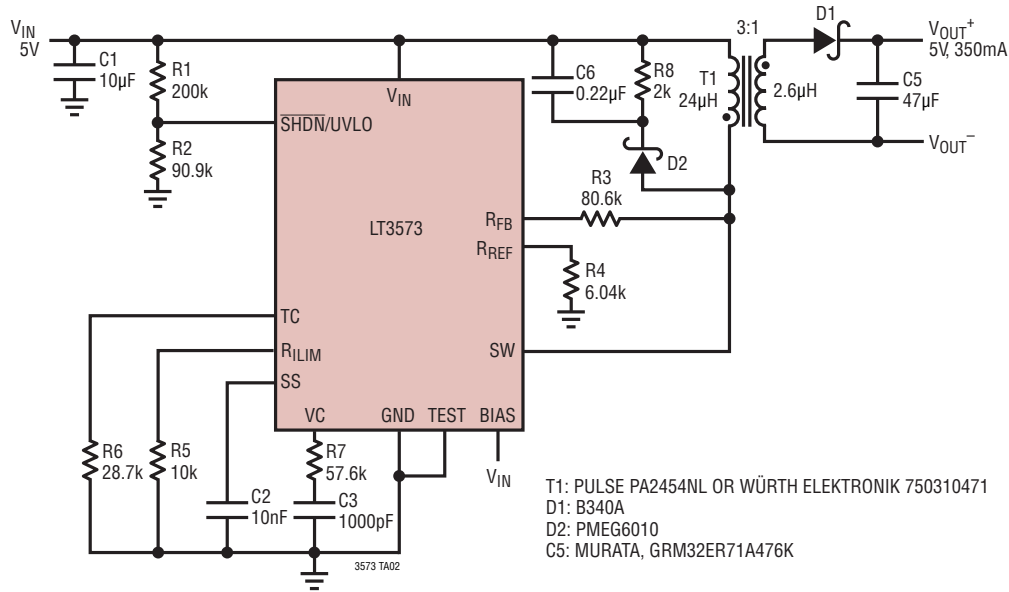 VIN
5V
C1
10µF
R1
200k
R2
90.9k
VIN
SHDN/UVLO
LT3573
RFB
RREF
SW
TC
RILIM
SS
VC
GND
TEST
BIAS
VIN
C6
0.22µF
R8
2k
D2
R3
80.6k
R4
6.04k
3:1
T1
24µH
2.6µH
D1
VOUT+
5V, 350mA
C5
47µF
VOUT–
R6
28.7k
R5
10k
C2
10nF
R7
57.6k
C3
1000pF
3573 TA02
T1: PULSE PA2454NL OR WÜRTH ELEKTRONIK 750310471
D1: B340A
D2: PMEG6010
C5: MURATA, GRM32ER71A476K